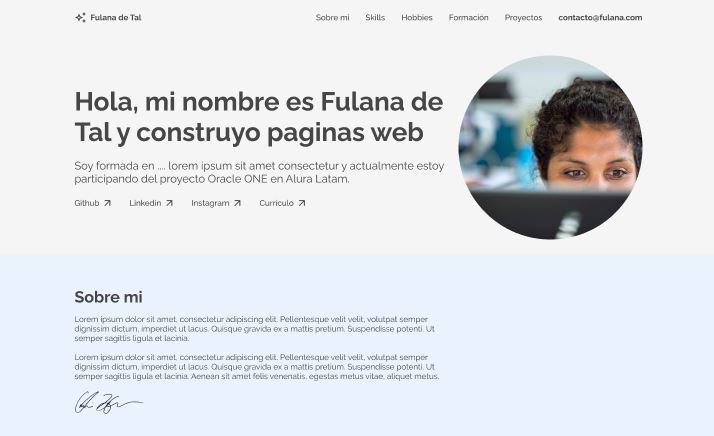 Fulana de Tal
Sobre mi Skills Hobbies Formación Proyectos contacto@fulana.com
Hola, mi nombre es Fulana de
Tal y construyo paginas web
Soy formada en .... lorem ipsum sit amet consectetur y actualmente estoy
participando del proyecto Oracle ONE en Alura Latam.
Github Linkedin Instagram Curriculo
Sobre mi
Lorem ipsum dolor sit amet, consectetur adipiscing elit. Pellentesque velit velit, volutpat semper
dignissim dictum, imperdiet ut lacus. Quisque gravida ex a mattis pretium. Suspendisse potenti. Ut
semper sagittis ligula et lacinia.
Lorem ipsum dolor sit amet, consectetur adipiscing elit. Pellentesque velit velit, volutpat semper
dignissim dictum, imperdiet ut lacus. Quisque gravida ex a mattis pretium. Suspendisse potenti. Ut
semper sagittis ligula et lacinia. Aenean sit amet felis venenatis, egestas metus vitae, aliquet metus.